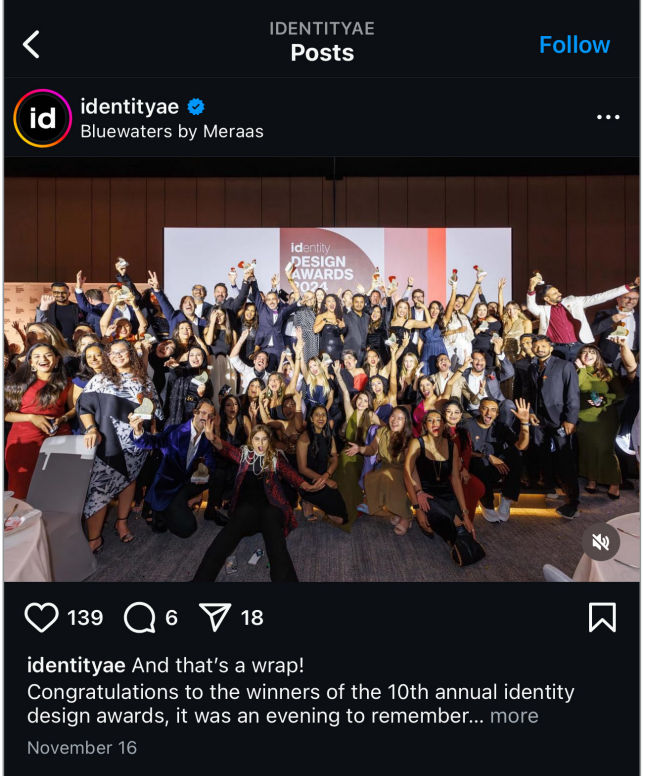 IDENTITYAE
Posts
Follow
id
identityae
Bluewaters by Meraas
identity
DESIGN
AWARDS
2024
139
6
18
identityae And that’s a wrap!
Congratulations to the winners of the 10th annual identity
design awards, it was an evening to remember... more
November 16